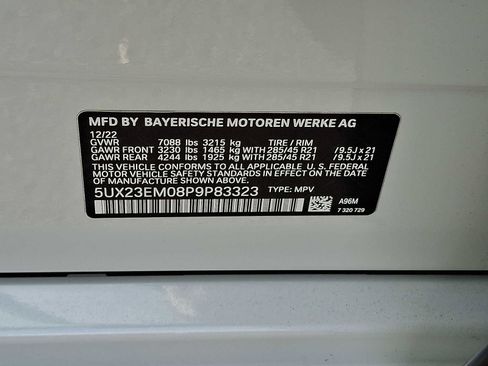 MFD BY BAYERISCHE MOTOREN WERKE AG
12/22
GVWR 7088 lbs 3215 kg TIRE / RIM
GAWR FRONT 3230 lbs 1465 kg WITH 285/45 R21 /9.5J x 21
GAWR REAR 4244 lbs 1925 kg WITH 285/45 R21 /9.5J x 21
THIS VEHICLE CONFORMS TO ALL APPLICABLE U. S. FEDERAL
MOTOR VEHICLE SAFETY STANDARDS IN EFFECT ON THE DATE
OF MANUFACTURE SHOWN ABOVE.
5UX23EM08P9P83323 TYPE: MPV
A96M
7 320 729